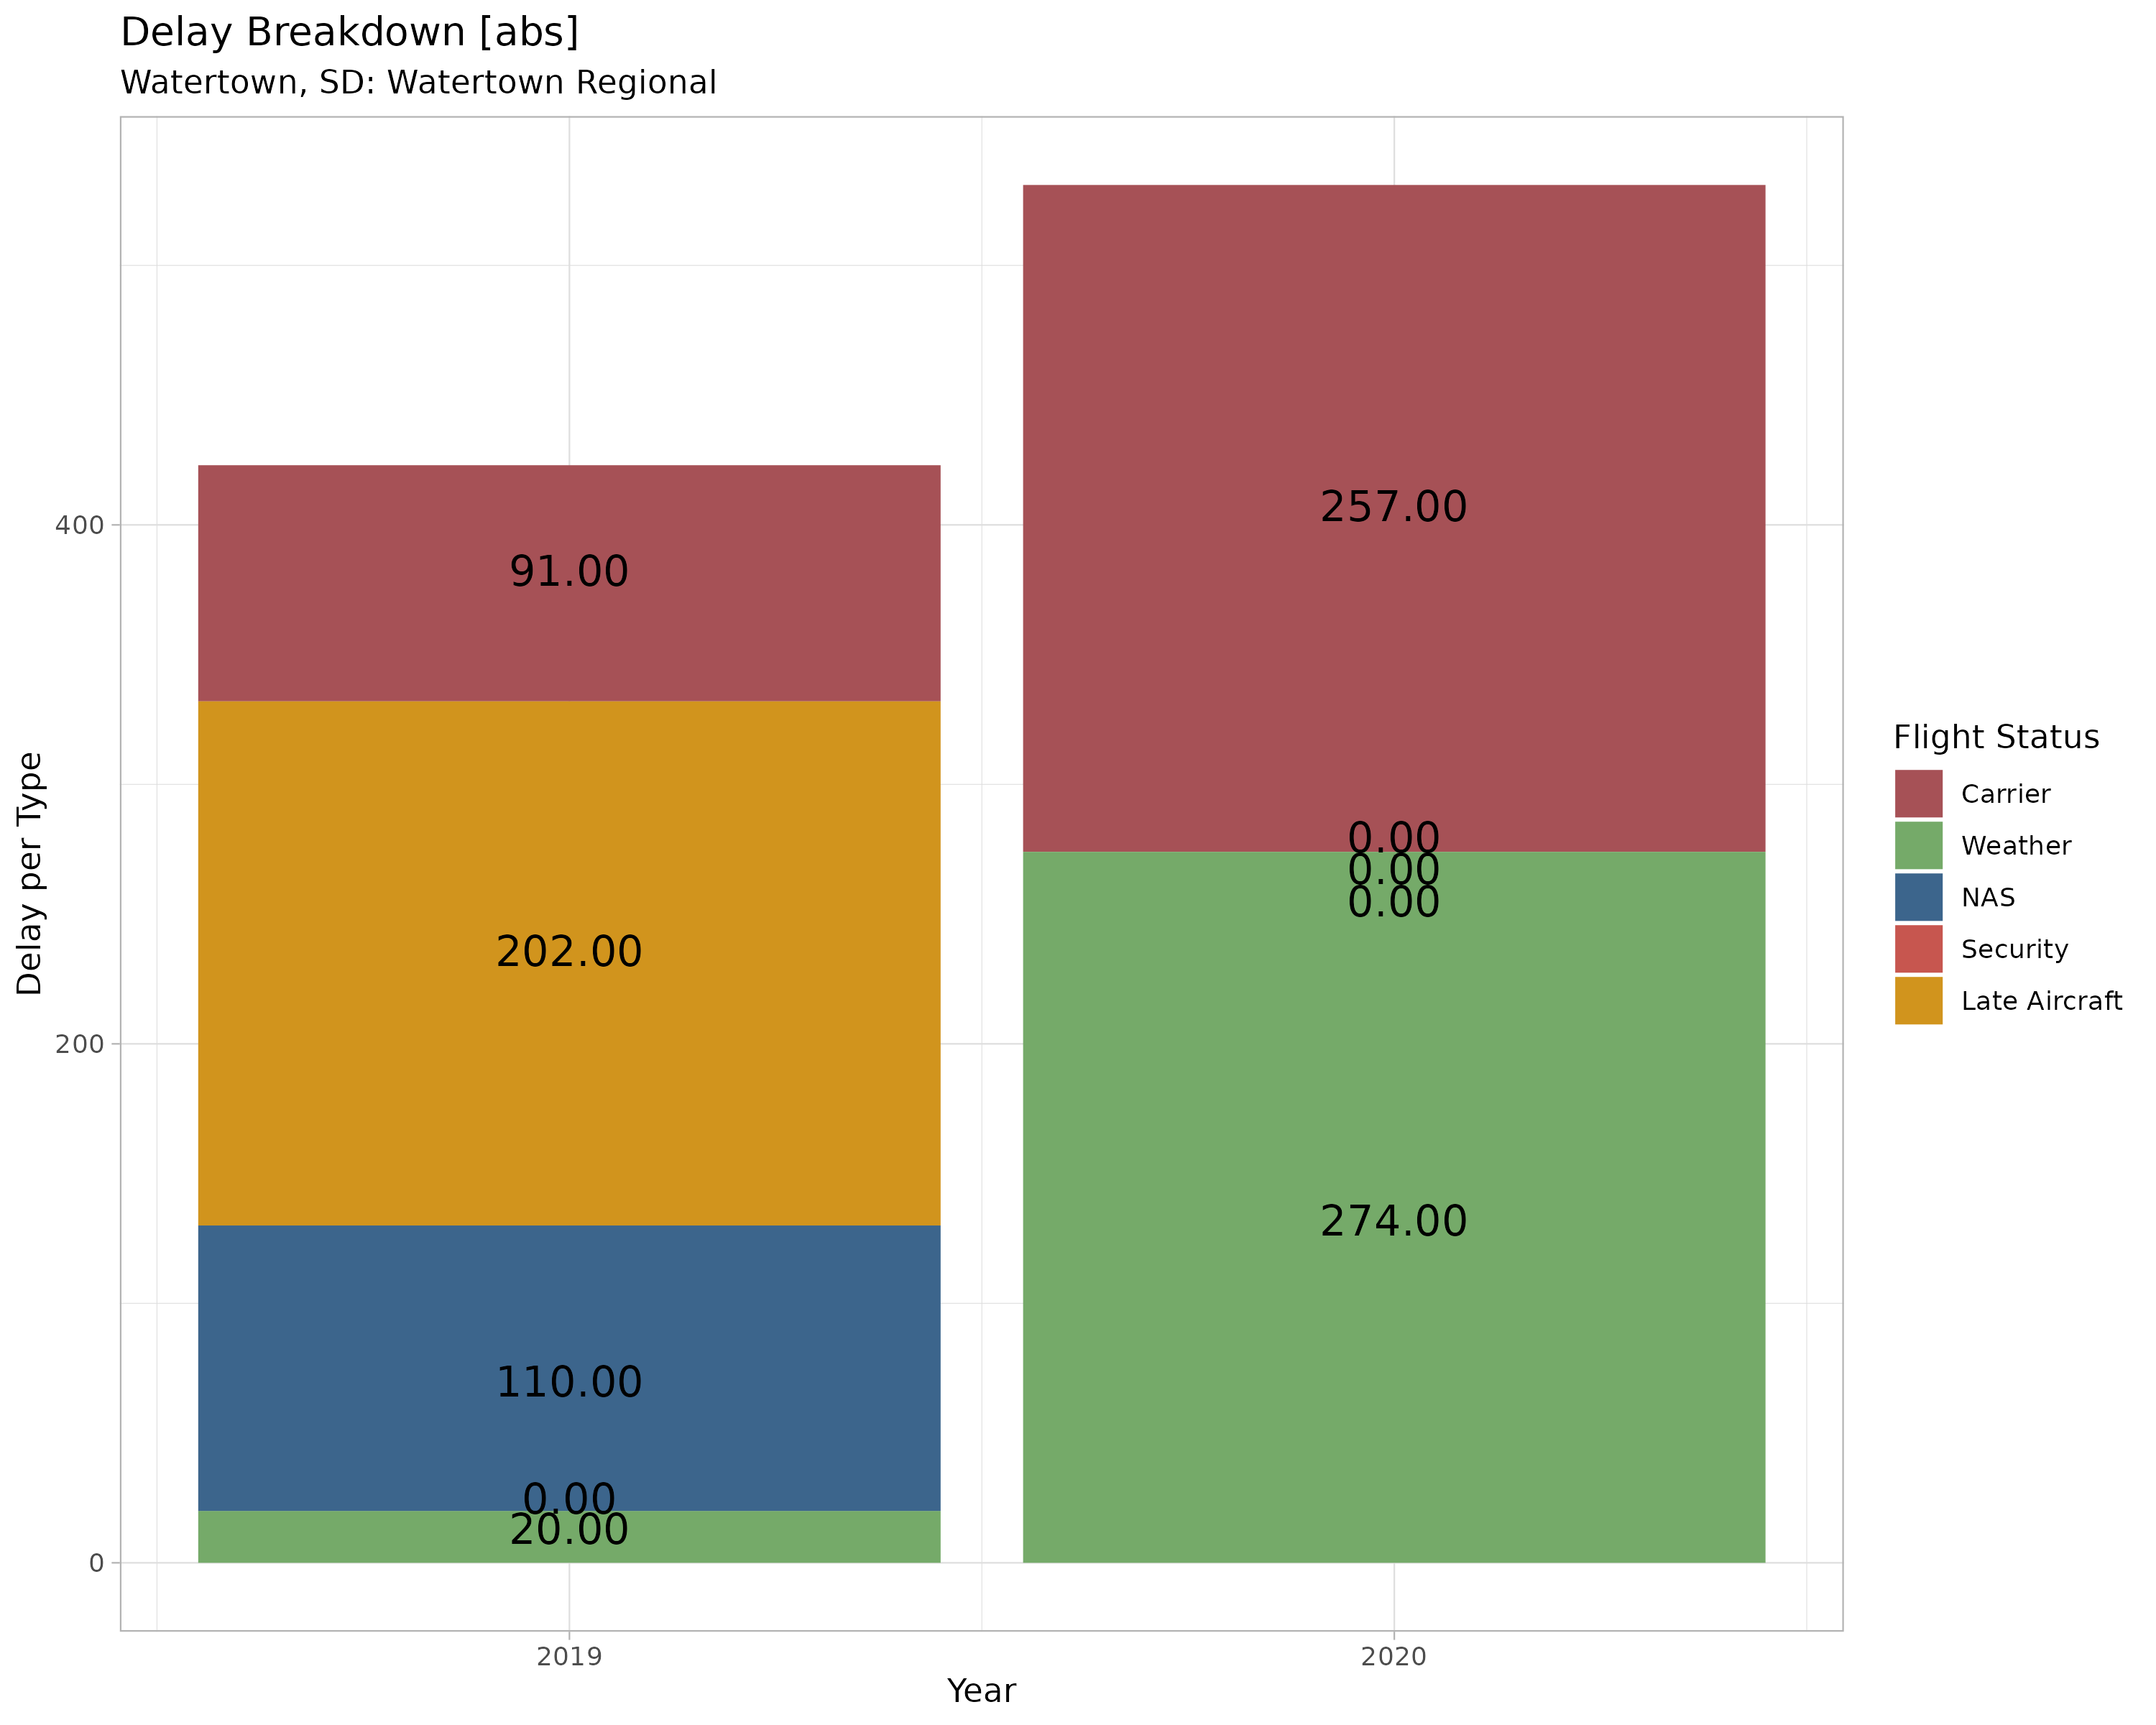 Delay Breakdown [abs]
Watertown, SD: Watertown Regional
Delay per Type
400
200
0
91.00
202.00
110.00
0.00
20.00
257.00
0.00
0.00
0.00
274.00
2019
2020
Year
Flight Status
Carrier
Weather
NAS
Security
Late Aircraft